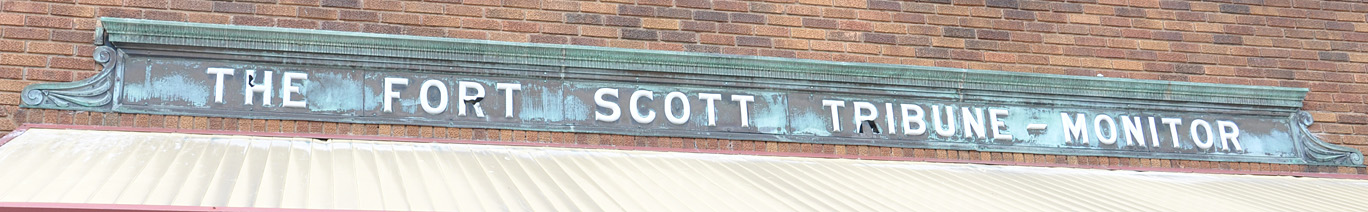 THE FORT SCOTT TRIBUNE-MONITOR